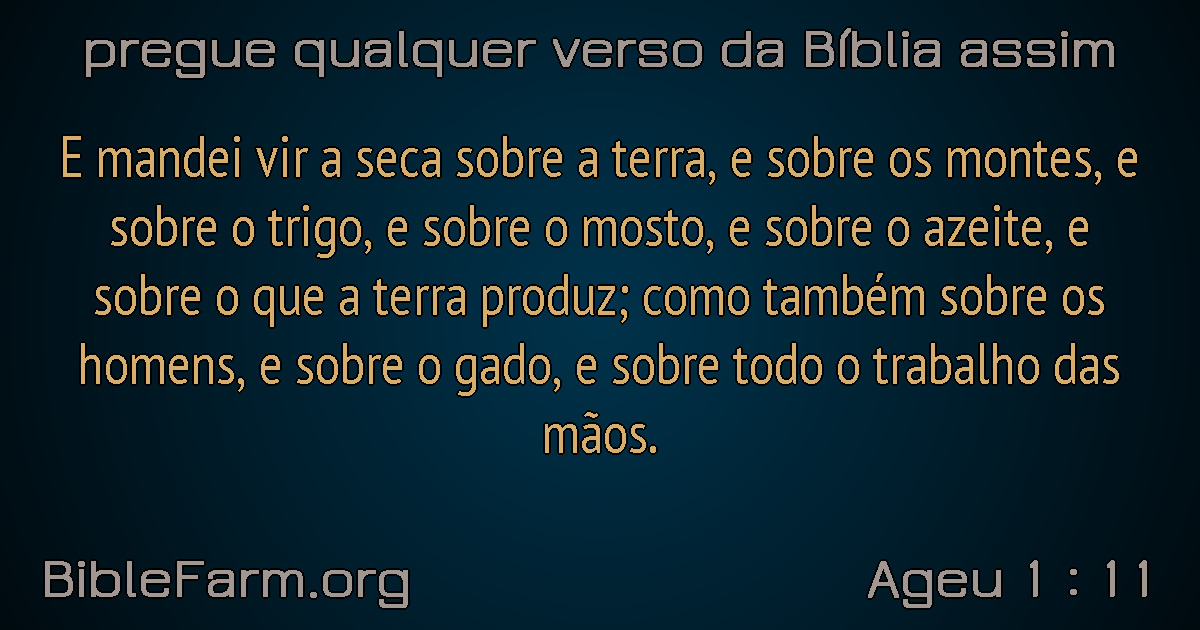 pregue qualquer verso da Bíblia assim
E mandei vir a seca sobre a terra, e sobre os montes, e
sobre o trigo, e sobre o mosto, e sobre o azeite, e
sobre o que a terra produz; como também sobre os
homens, e sobre o gado, e sobre todo o trabalho das
mãos.
BibleFarm.org
Ageu 1 : 11